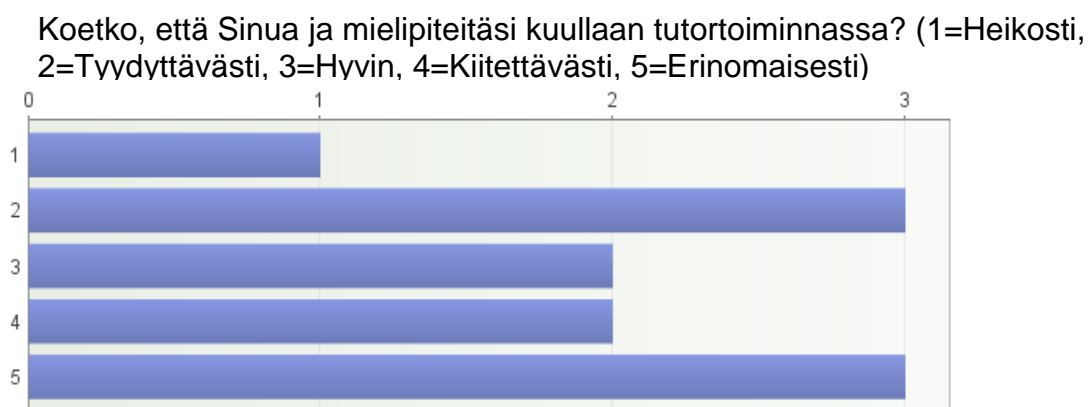 Koetko, että Sinua ja mielipiteitäsi kuullaan tutortoiminnassa? (1=Heikosti,
2=Tyydyttävästi, 3=Hyvin, 4=Kiitettävästi, 5=Erinomaisesti)
0 1 2 3
1
2
3
4
5